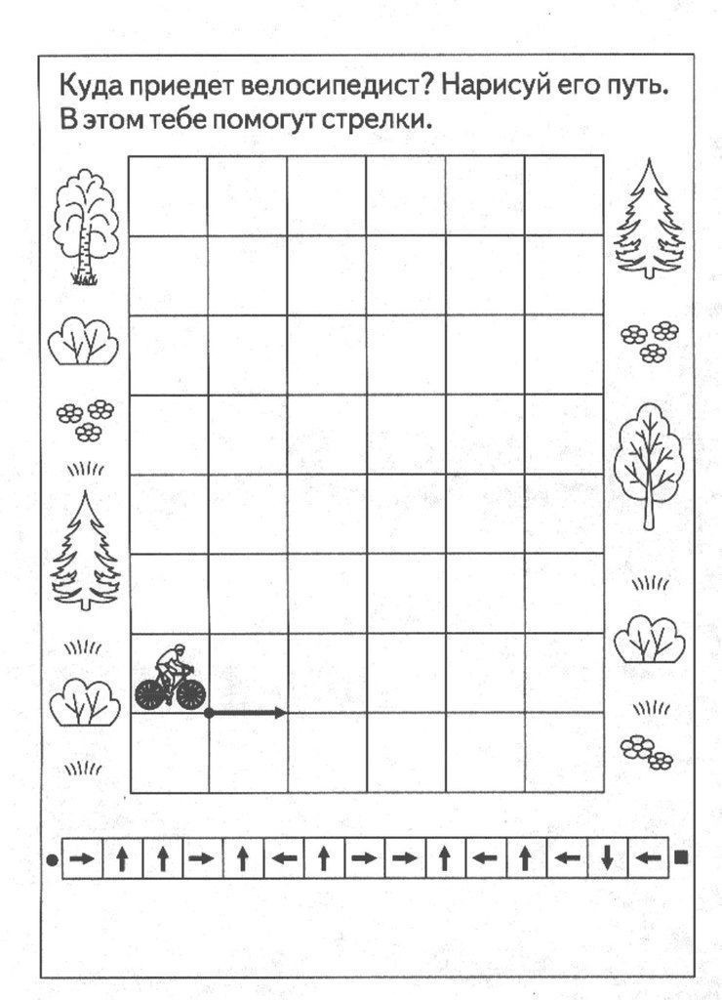 Куда приедет велосипедист? Нарисуй его путь.
В этом тебе помогут стрелки.